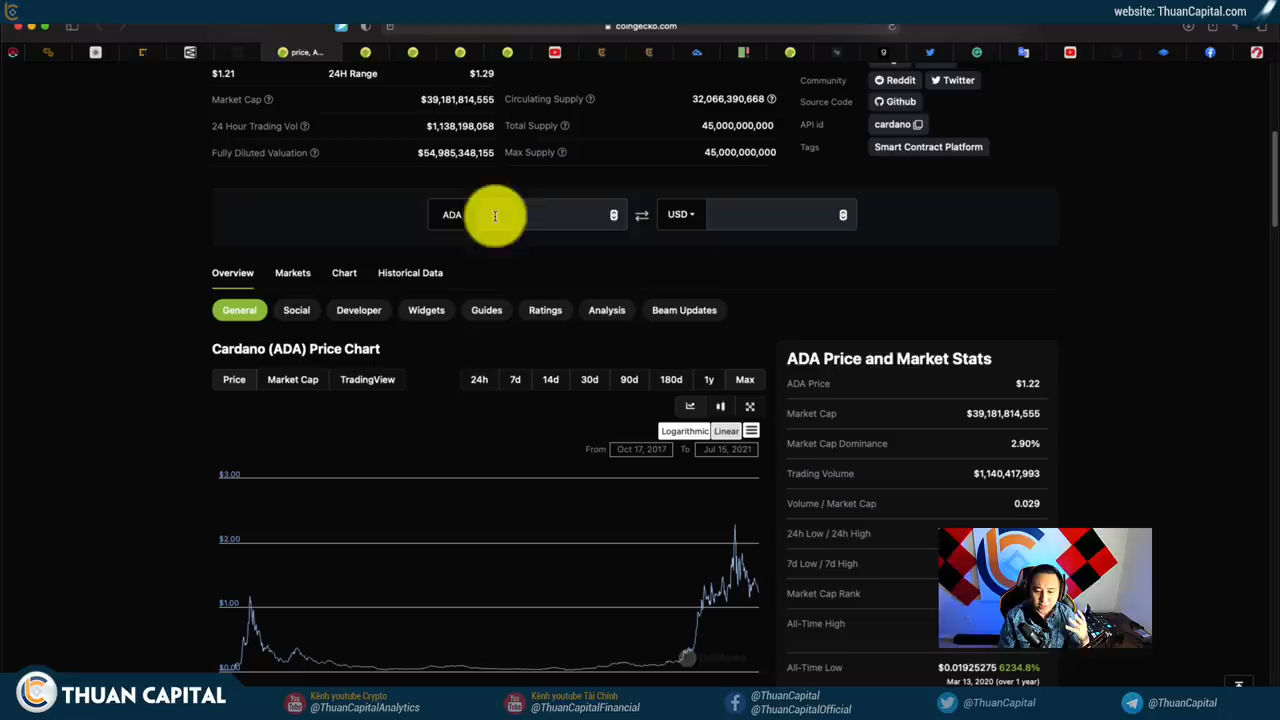 website: ThuanCapital.com
coingecko.com
price, A...
$1.21 24H Range $1.29
Market Cap $39,181,814,555
24 Hour Trading Vol $1,138,198,058
Fully Diluted Valuation $54,985,348,155
Circulating Supply 32,066,390,668
Total Supply 45,000,000,000
Max Supply 45,000,000,000
Community Reddit Twitter
Source Code Github
API id cardano
Tags Smart Contract Platform
ADA USD
Overview Markets Chart Historical Data
General Social Developer Widgets Guides Ratings Analysis Beam Updates
Cardano (ADA) Price Chart
Price Market Cap TradingView 24h 7d 14d 30d 90d 180d 1y Max
Logarithmic Linear
From Oct 17, 2017 To Jul 15, 2021
$3.00
$2.00
$1.00
$0.0
ADA Price and Market Stats
ADA Price $1.22
Market Cap $39,181,814,555
Market Cap Dominance 2.90%
Trading Volume $1,140,417,993
Volume / Market Cap 0.029
24h Low / 24h High
7d Low / 7d High
Market Cap Rank
All-Time High
All-Time Low $0.01925275 6234.8%
Mar 13, 2020 (over 1 year)
THUAN CAPITAL
Kênh youtube Crypto
@ThuanCapitalAnalytics
Kênh youtube Tài Chính
@ThuanCapitalFinancial
@ThuanCapital
@ThuanCapitalOfficial
@ThuanCapital
@ThuanCapital